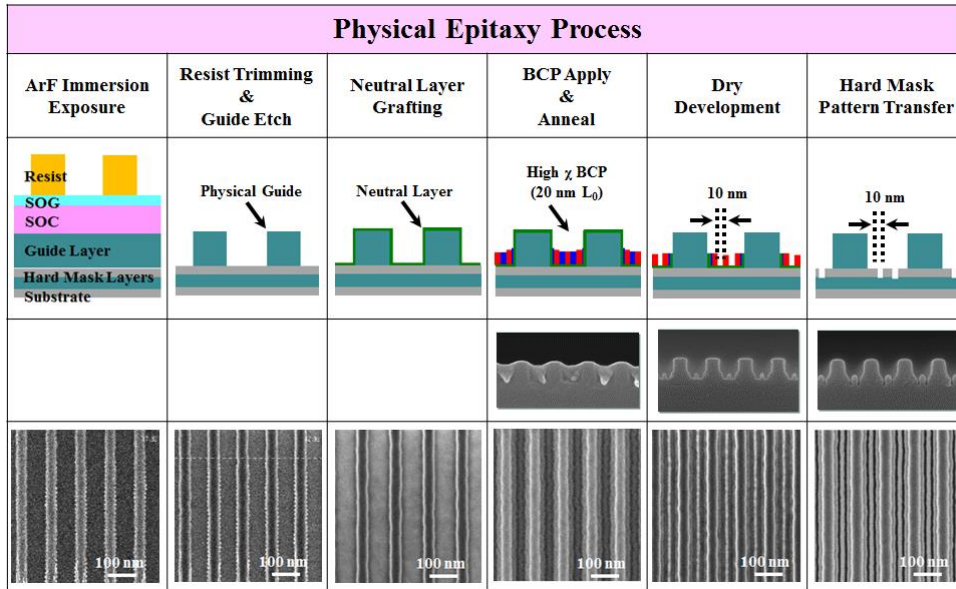 Physical Epitaxy Process
ArF Immersion
Exposure
Resist Trimming
&
Guide Etch
Neutral Layer
Grafting
BCP Apply
&
Anneal
Dry
Development
Hard Mask
Pattern Transfer
Resist
SOG
SOC
Guide Layer
Hard Mask Layers
Substrate
Physical Guide
Neutral Layer
High χ BCP
(20 nm L₀)
10 nm
10 nm
100 nm
100 nm
100 nm
100 nm
100 nm
100 nm